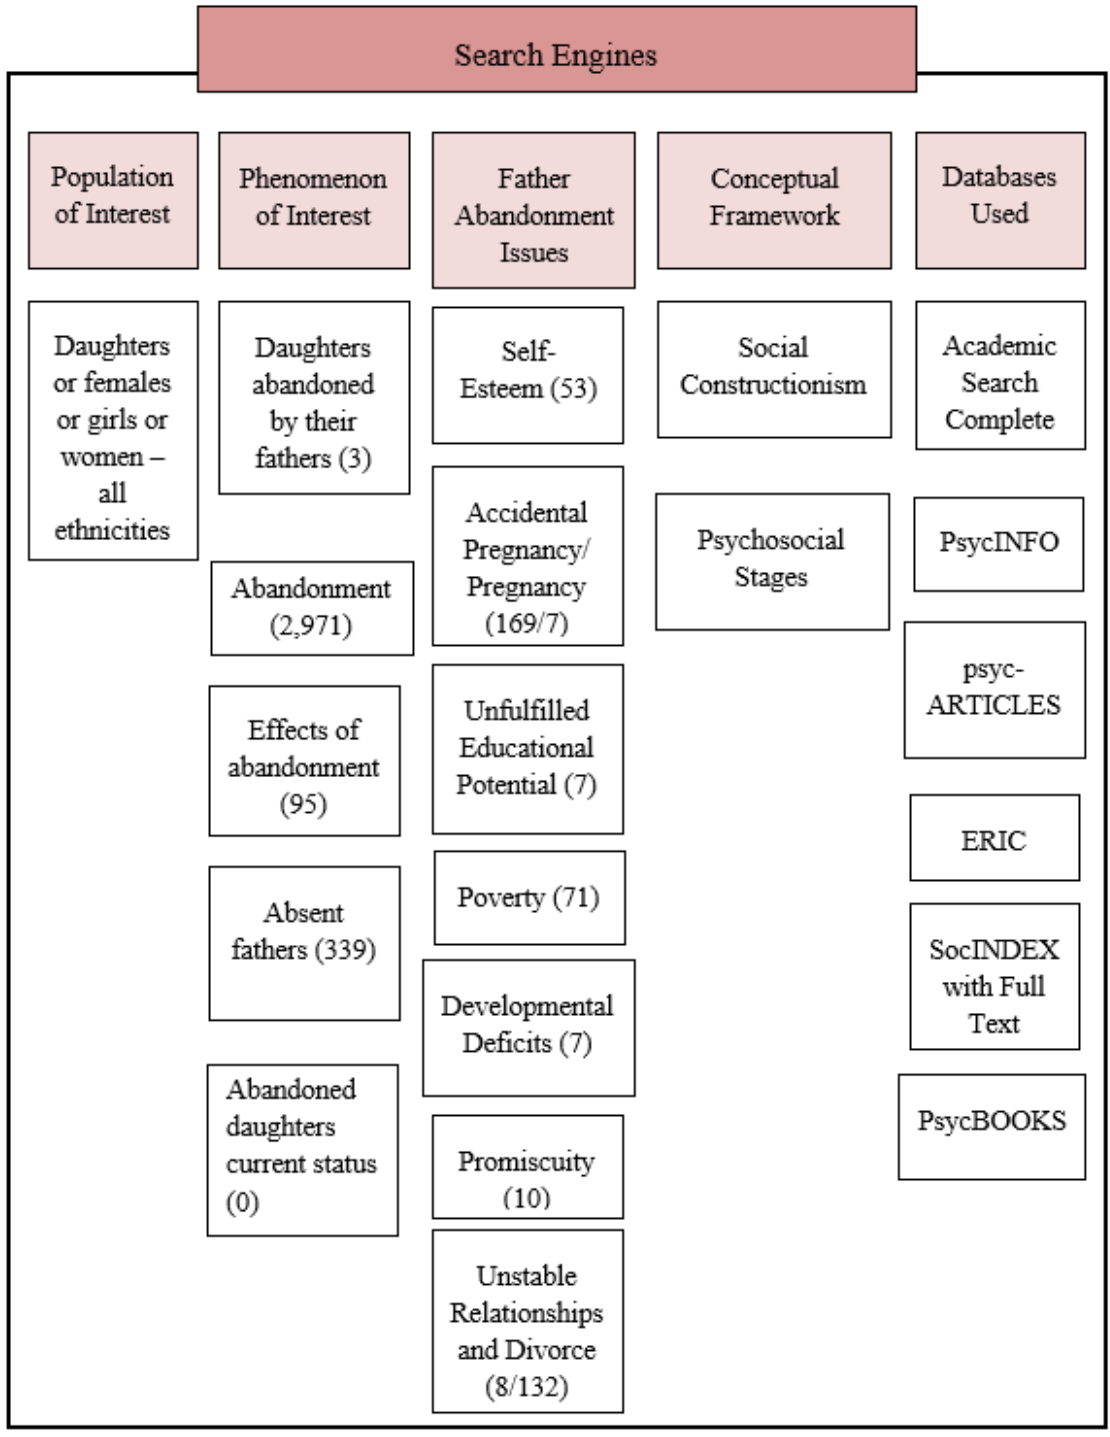 Search Engines
Population
of Interest
Daughters
or females
or girls or
women –
all
ethnicities
Phenomenon
of Interest
Daughters
abandoned
by their
fathers (3)
Abandonment
(2,971)
Effects of
abandonment
(95)
Absent
fathers (339)
Abandoned
daughters
current status
(0)
Father
Abandonment
Issues
Self-
Esteem (53)
Accidental
Pregnancy/
Pregnancy
(169/7)
Unfulfilled
Educational
Potential (7)
Poverty (71)
Developmental
Deficits (7)
Promiscuity
(10)
Unstable
Relationships
and Divorce
(8/132)
Conceptual
Framework
Social
Constructionism
Psychosocial
Stages
Databases
Used
Academic
Search
Complete
PsycINFO
psyc-
ARTICLES
ERIC
SocINDEX
with Full
Text
PsycBOOKS